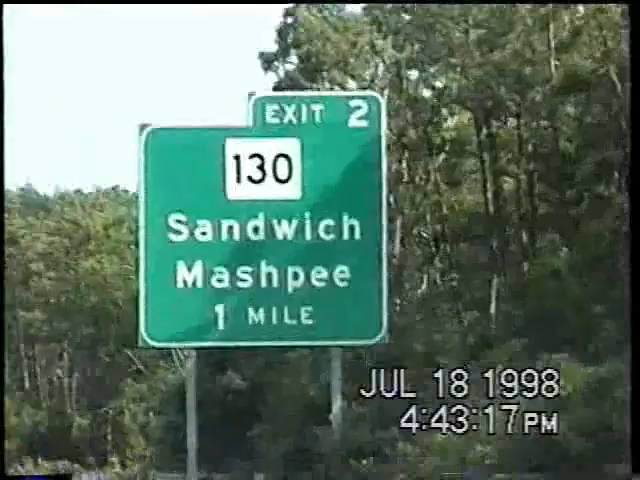 EXIT 2
130
Sandwich
Mashpee
1 MILE
JUL 18 1998
4:43:17PM